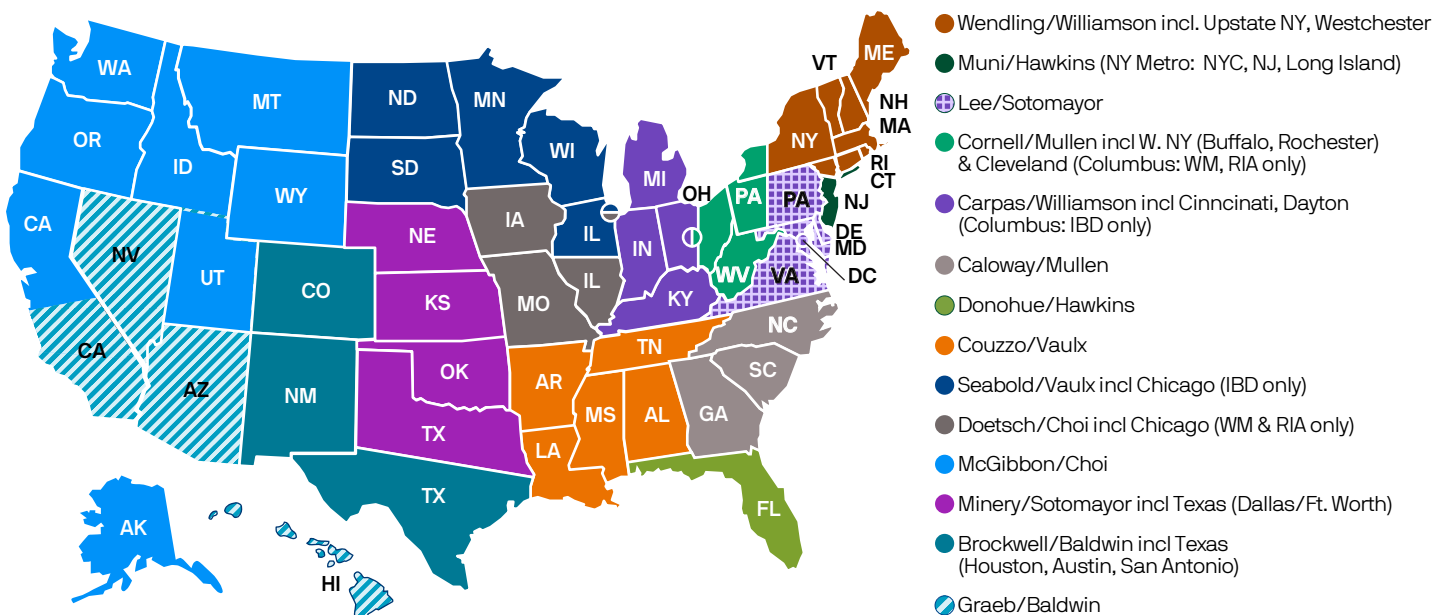 WA
OR
CA
NV
CA
ID
MT
WY
UT
AZ
CO
NM
ND
SD
NE
KS
OK
TX
TX
MN
WI
IA
IL
IL
MO
AR
LA
MI
IN
OH
KY
TN
MS
AL
GA
FL
SC
NC
VA
WV
PA
PA
NY
VT
ME
NH
MA
RI
CT
NJ
DE
MD
DC
AK
HI
Wendling/Williamson incl. Upstate NY, Westchester
Muni/Hawkins (NY Metro: NYC, NJ, Long Island)
Lee/Sotomayor
Cornell/Mullen incl W. NY (Buffalo, Rochester)
& Cleveland (Columbus: WM, RIA only)
Carpas/Williamson incl Cinncinati, Dayton
(Columbus: IBD only)
Caloway/Mullen
Donohue/Hawkins
Couzzo/Vaulx
Seabold/Vaulx incl Chicago (IBD only)
Doetsch/Choi incl Chicago (WM & RIA only)
McGibbon/Choi
Minery/Sotomayor incl Texas (Dallas/Ft. Worth)
Brockwell/Baldwin incl Texas
(Houston, Austin, San Antonio)
Graeb/Baldwin